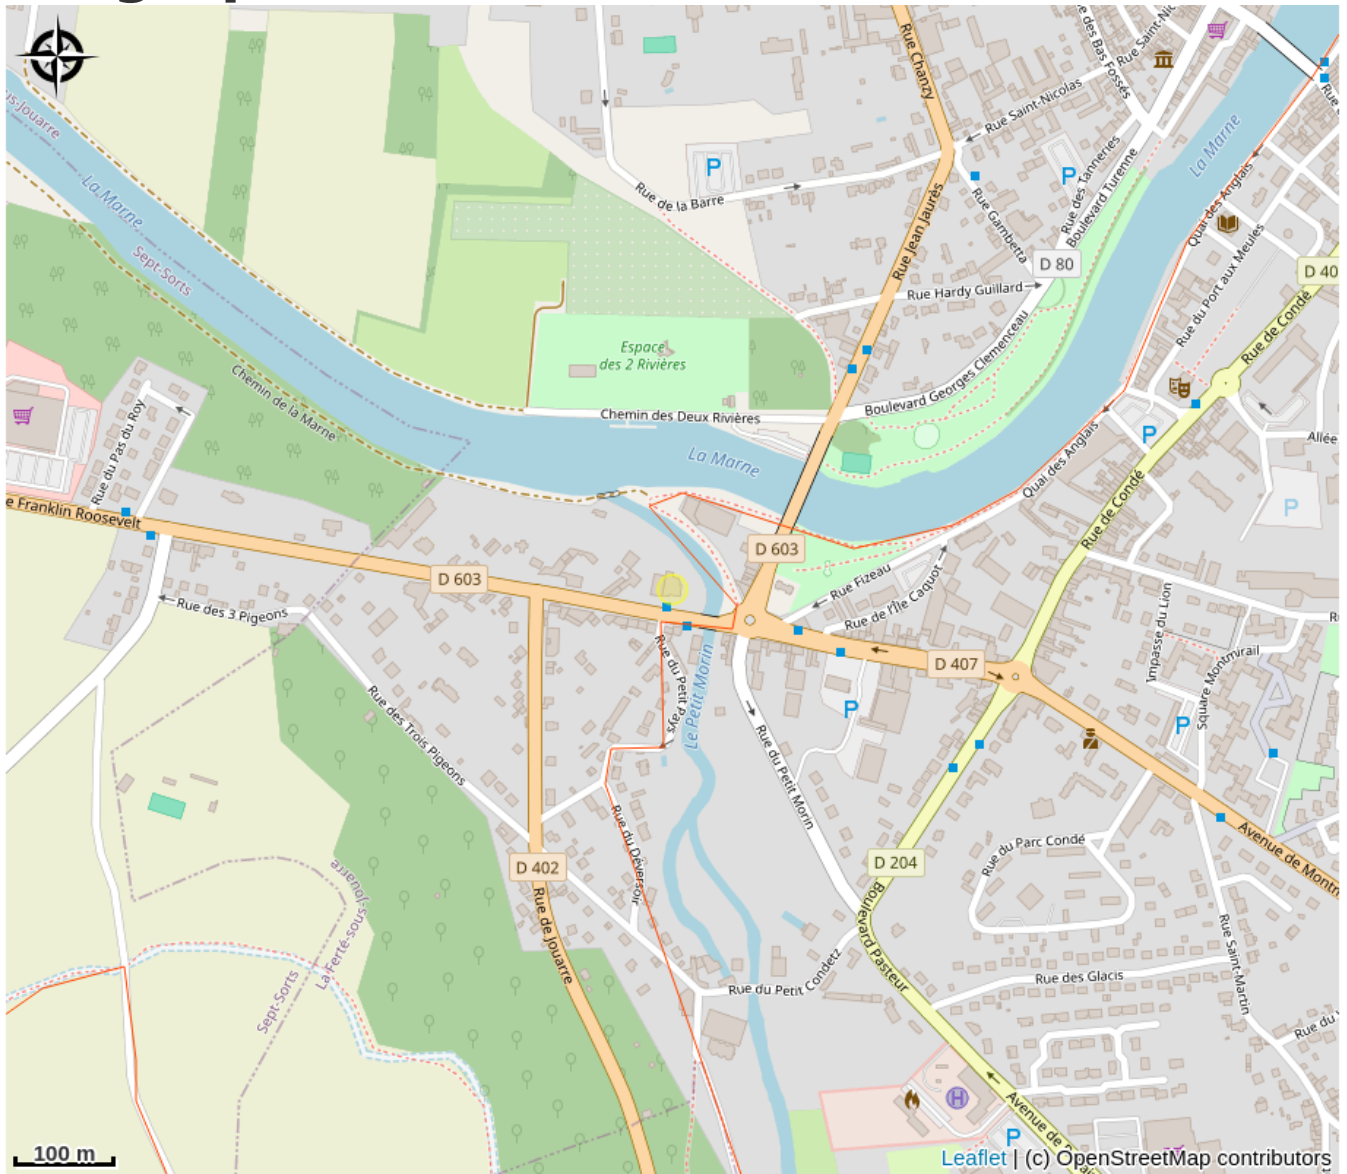 Rue Chanzy
Rue Saint-Nicolas
La Marne
La Marne
Sept-Sorts
P
P
Rue de la Barre
Rue Gambetta
Rue des Tanneries
Boulevard Turenne
Quai des Anglais
Rue du Port aux Meules
Rue Jean Jaurès
D 80
D 40
Rue Hardy Guillard
Rue de Condé
Espace
des 2 Rivières
Chemin de la Marne
Chemin des Deux Rivières
Boulevard Georges Clemenceau
Rue du Pas du Roy
La Marne
Quai des Anglais
P
Allée
P
Rue de Condé
e Franklin Roosevelt
D 603
D 603
Rue Fizeau
Rue de l'Île Caquot
Rue des 3 Pigeons
Rue du Petit Pays
Le Petit Morin
D 407
Impasse du Lion
Square Montmirail
P
P
Rue des Trois Pigeons
Rue du Petit Morin
Rue du Déversoir
D 402
D 204
Rue du Parc Condé
Avenue de Montm
Rue de Jouarre
Boulevard Pasteur
La Ferté-sous-Jouarre
Sept-Sorts
Rue du Petit Condetz
Rue des Glacis
Rue Saint-Martin
Rue du
H
P
Avenue de
100 m
Leaflet | (c) OpenStreetMap contributors